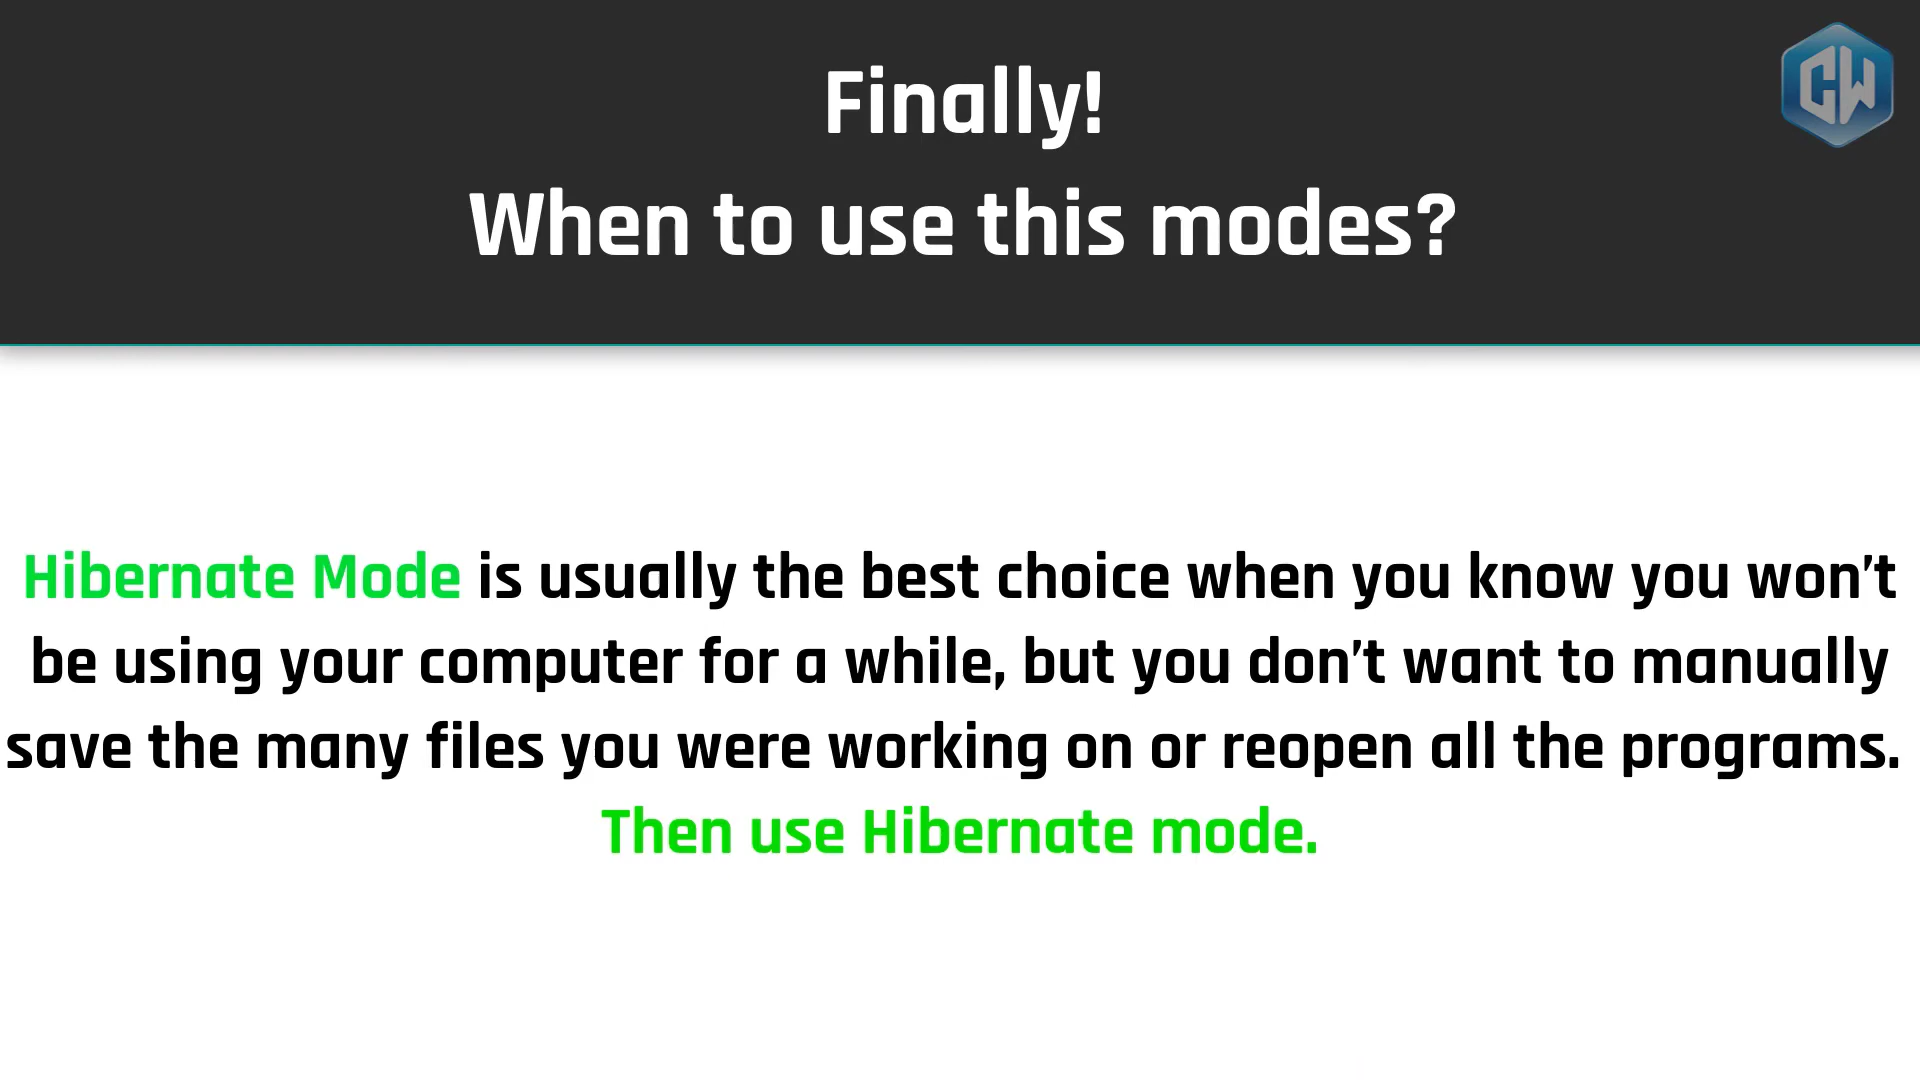 CW
Finally!
When to use this modes?
Hibernate Mode is usually the best choice when you know you won’t
be using your computer for a while, but you don’t want to manually
save the many files you were working on or reopen all the programs.
Then use Hibernate mode.